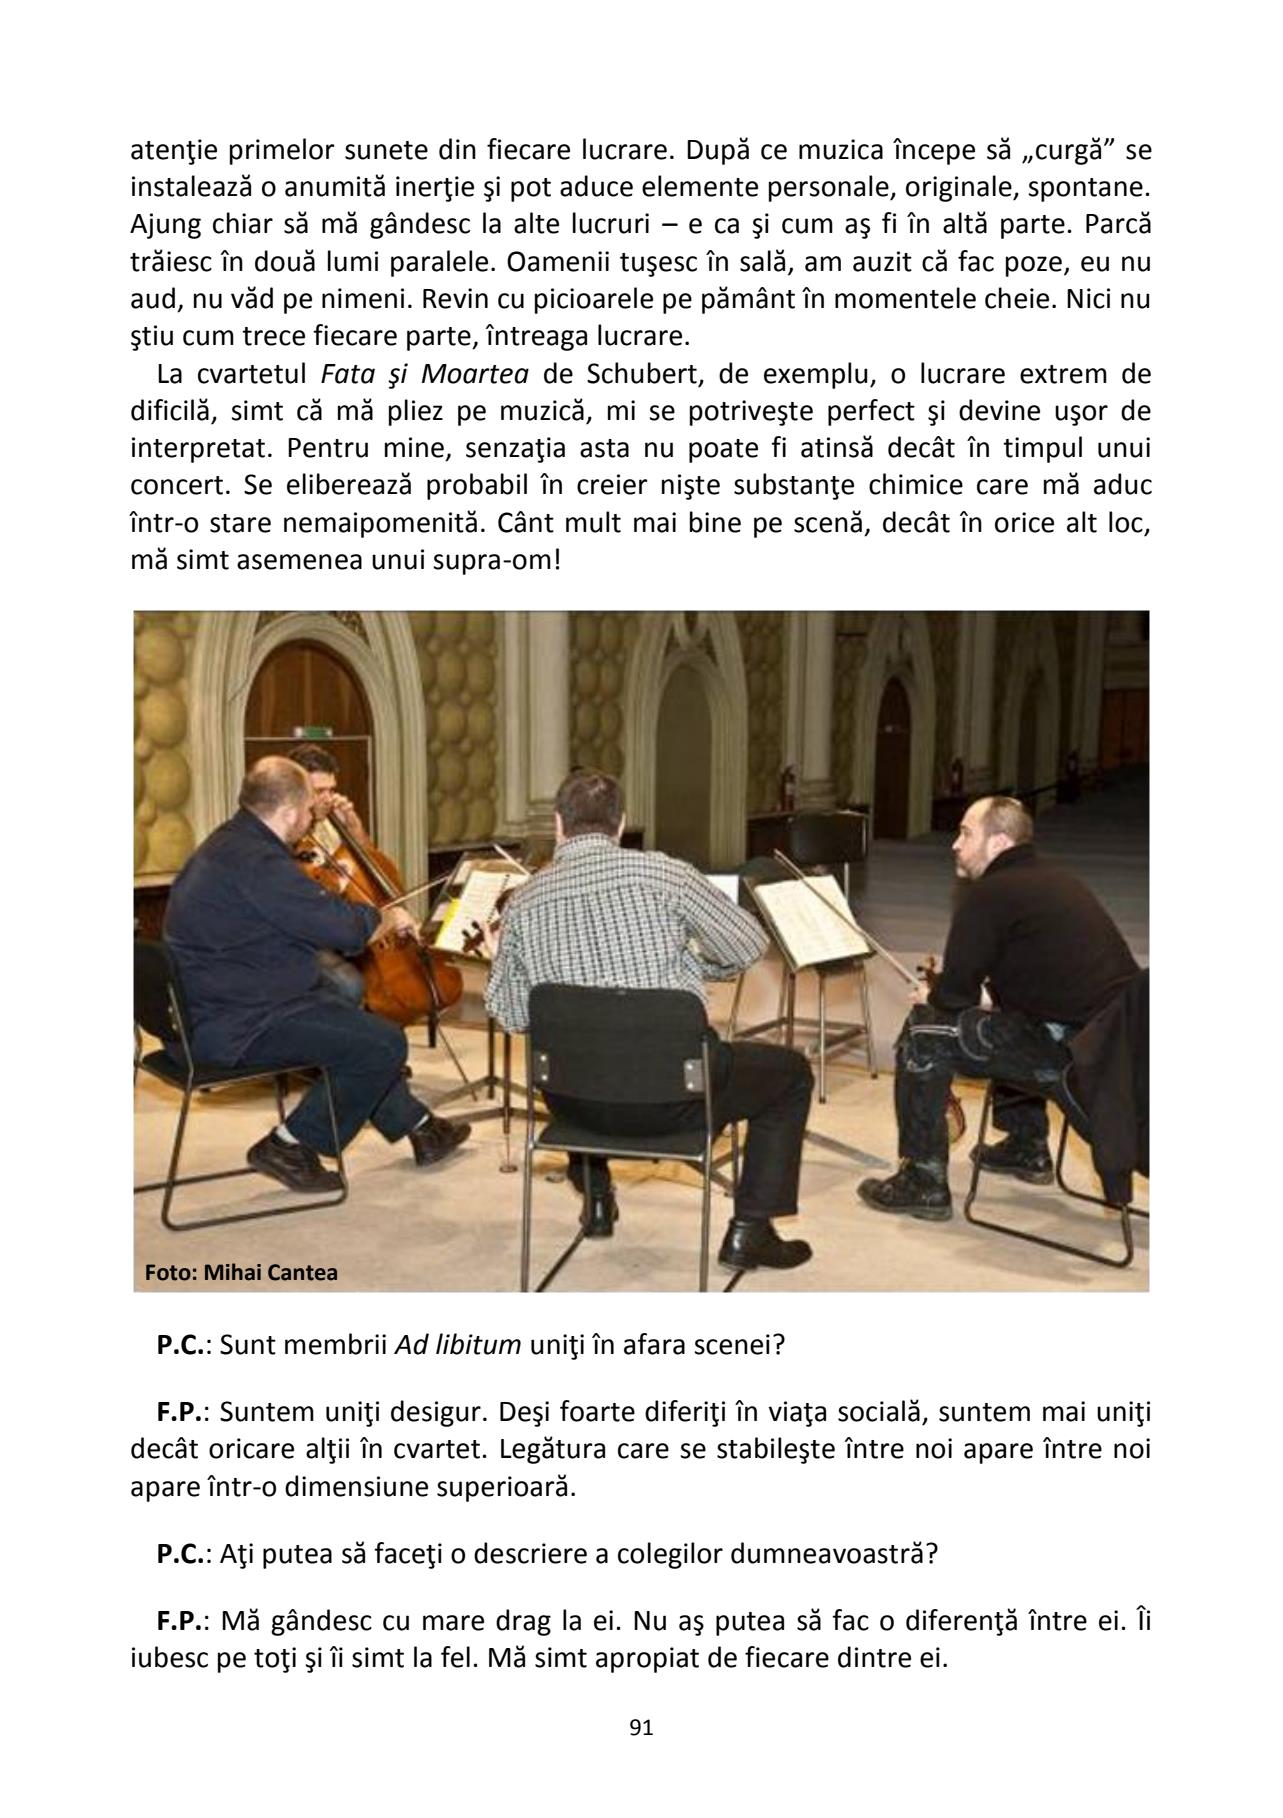 atenţie primelor sunete din fiecare lucrare. După ce muzica începe să „curgă” se
instalează o anumită inerţie şi pot aduce elemente personale, originale, spontane.
Ajung chiar să mă gândesc la alte lucruri – e ca şi cum aş fi în altă parte. Parcă
trăiesc în două lumi paralele. Oamenii tuşesc în sală, am auzit că fac poze, eu nu
aud, nu văd pe nimeni. Revin cu picioarele pe pământ în momentele cheie. Nici nu
ştiu cum trece fiecare parte, întreaga lucrare.
La cvartetul Fata şi Moartea de Schubert, de exemplu, o lucrare extrem de
dificilă, simt că mă pliez pe muzică, mi se potriveşte perfect şi devine uşor de
interpretat. Pentru mine, senzaţia asta nu poate fi atinsă decât în timpul unui
concert. Se eliberează probabil în creier nişte substanţe chimice care mă aduc
într-o stare nemaipomenită. Cânt mult mai bine pe scenă, decât în orice alt loc,
mă simt asemenea unui supra-om!
Foto: Mihai Cantea
P.C.: Sunt membrii Ad libitum uniţi în afara scenei?
F.P.: Suntem uniţi desigur. Deşi foarte diferiţi în viaţa socială, suntem mai uniţi
decât oricare alţii în cvartet. Legătura care se stabileşte între noi apare între noi
apare într-o dimensiune superioară.
P.C.: Aţi putea să faceţi o descriere a colegilor dumneavoastră?
F.P.: Mă gândesc cu mare drag la ei. Nu aş putea să fac o diferenţă între ei. Îi
iubesc pe toţi şi îi simt la fel. Mă simt apropiat de fiecare dintre ei.
91